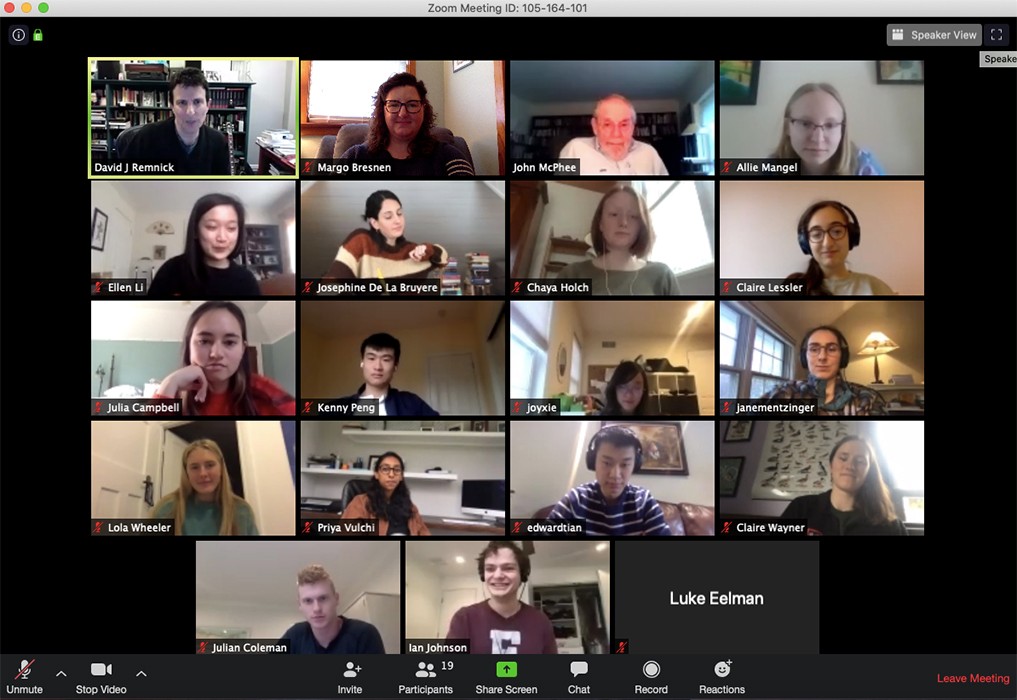 Zoom Meeting ID: 105-164-101
Speaker View
Speake
David J Remnick
Margo Bresnen
John McPhee
Allie Mangel
Ellen Li
Josephine De La Bruyere
Chaya Holch
Claire Lessler
Julia Campbell
Kenny Peng
joyxie
janementzinger
Lola Wheeler
Priya Vulchi
edwardtian
Claire Wayner
Julian Coleman
Ian Johnson
Luke Eelman
Unmute
Stop Video
Invite
Participants 19
Share Screen
Chat
Record
Reactions
Leave Meeting